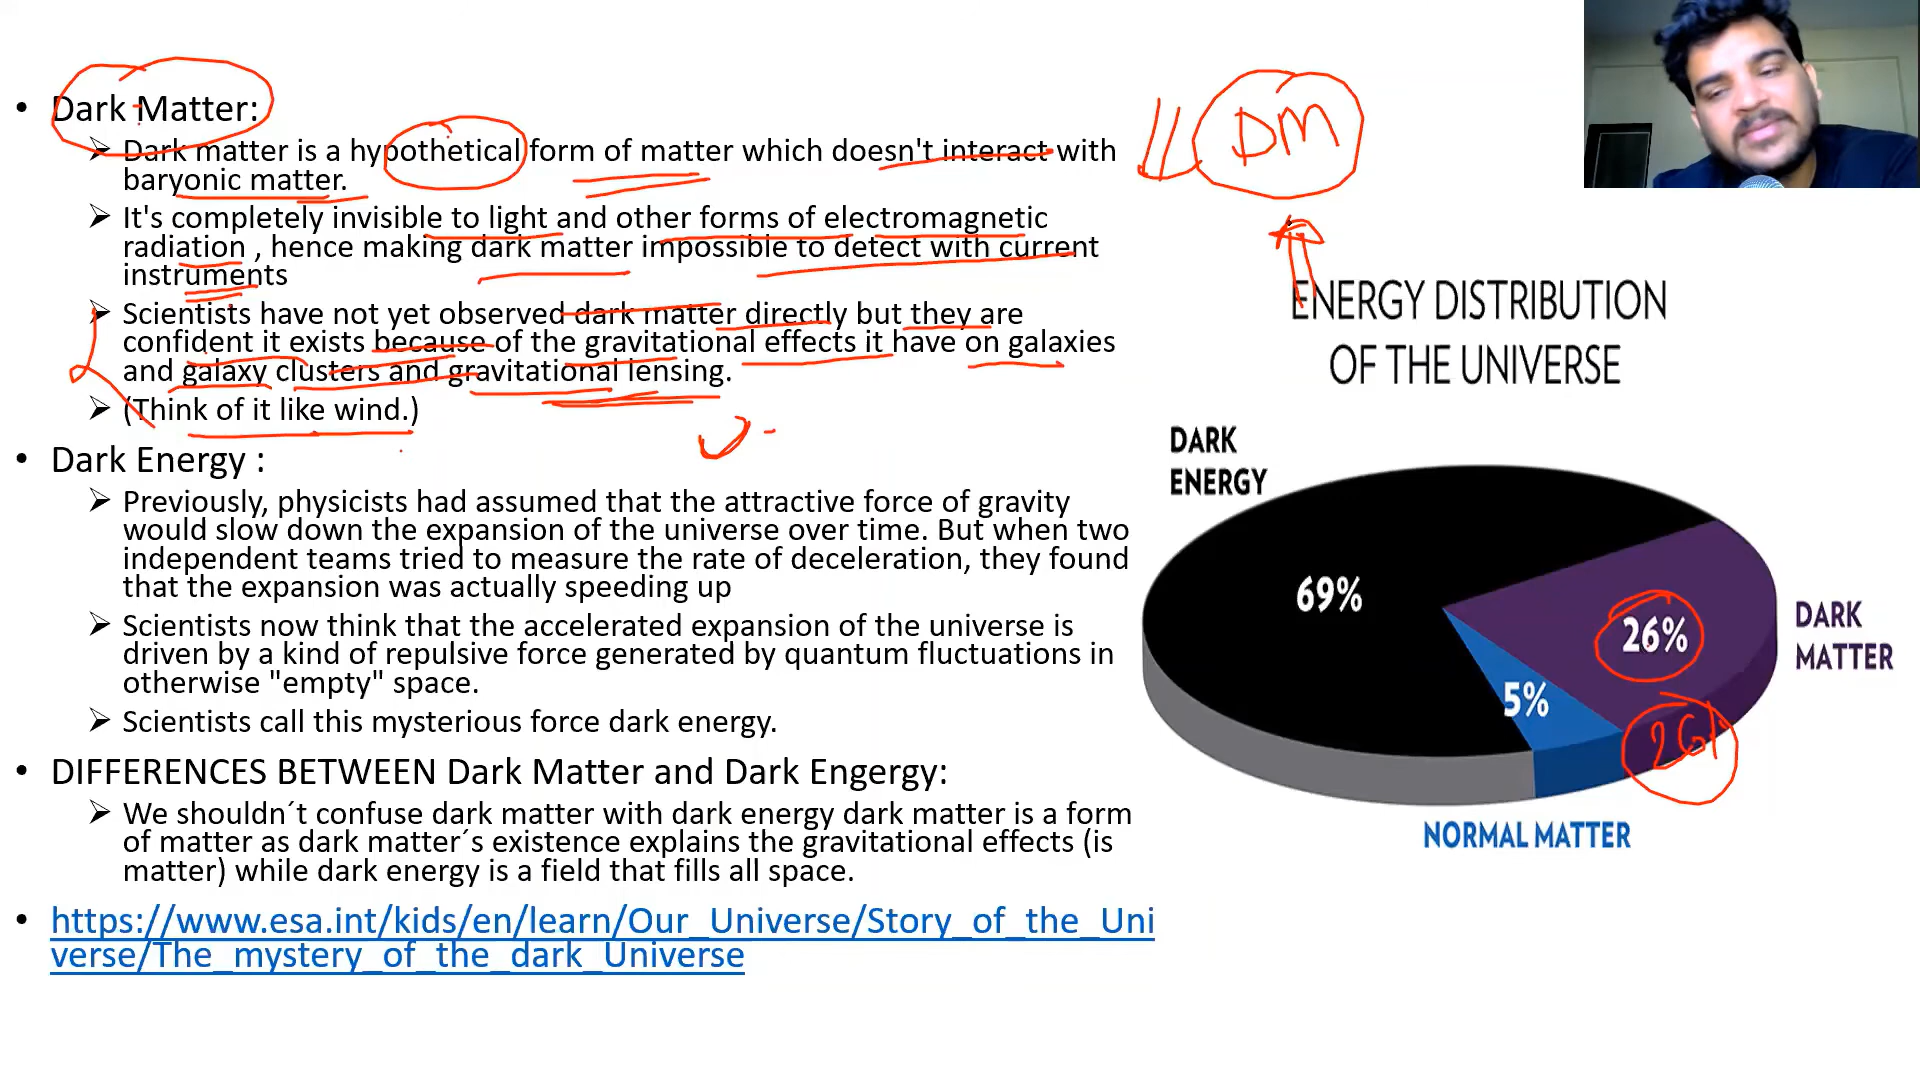 • Dark Matter:
➤ Dark matter is a hypothetical form of matter which doesn't interact with
baryonic matter.
➤ It's completely invisible to light and other forms of electromagnetic
radiation , hence making dark matter impossible to detect with current
instruments
➤ Scientists have not yet observed dark matter directly but they are
confident it exists because of the gravitational effects it have on galaxies
and galaxy clusters and gravitational lensing.
➤ (Think of it like wind.)
• Dark Energy :
➤ Previously, physicists had assumed that the attractive force of gravity
would slow down the expansion of the universe over time. But when two
independent teams tried to measure the rate of deceleration, they found
that the expansion was actually speeding up
➤ Scientists now think that the accelerated expansion of the universe is
driven by a kind of repulsive force generated by quantum fluctuations in
otherwise "empty" space.
➤ Scientists call this mysterious force dark energy.
• DIFFERENCES BETWEEN Dark Matter and Dark Engergy:
➤ We shouldn´t confuse dark matter with dark energy dark matter is a form
of matter as dark matter´s existence explains the gravitational effects (is
matter) while dark energy is a field that fills all space.
• https://www.esa.int/kids/en/learn/Our_Universe/Story_of_the_Uni
verse/The_mystery_of_the_dark_Universe
DM
ENERGY DISTRIBUTION
OF THE UNIVERSE
DARK
ENERGY
69%
26%
DARK
MATTER
5%
NORMAL MATTER